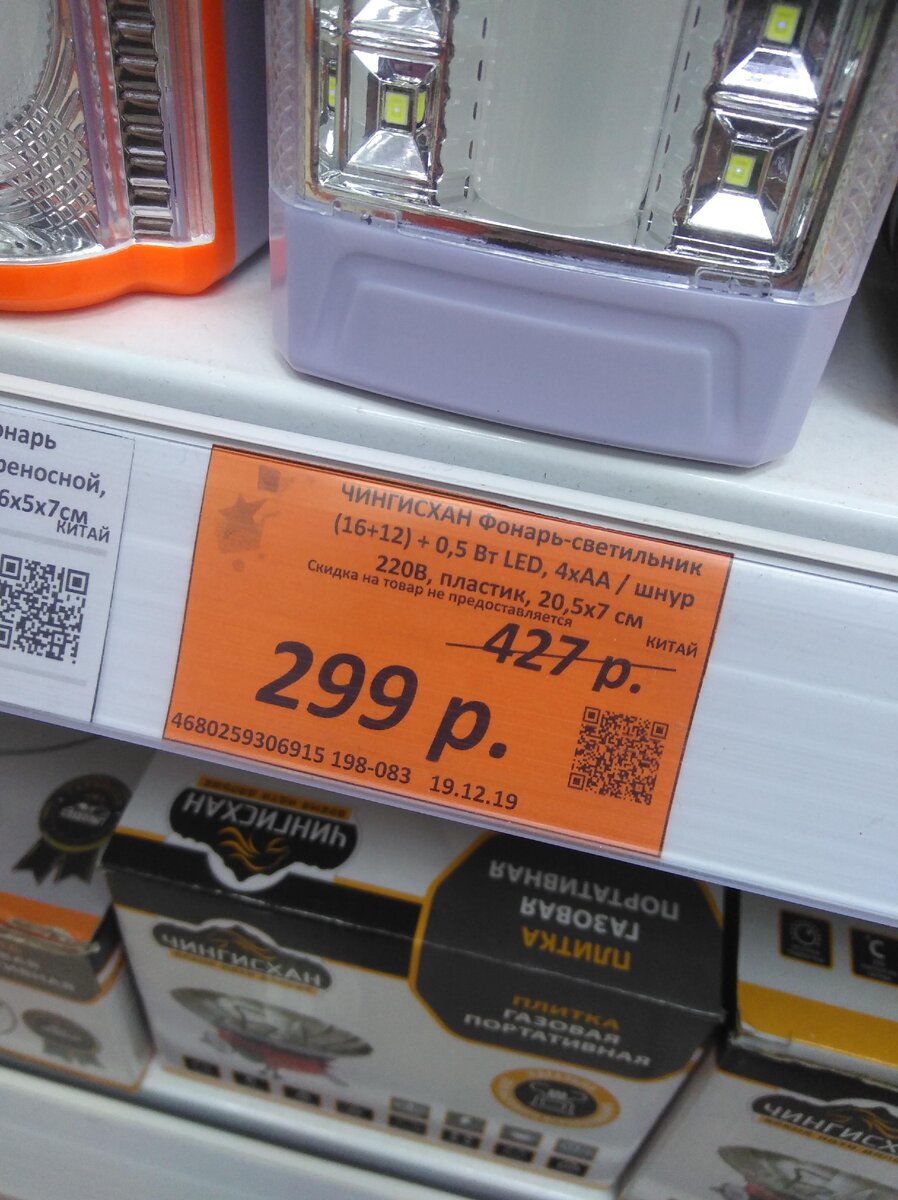 онарь
реносной,
6х5х7см
КИТАЙ
ЧИНГИСХАН Фонарь-светильник
(16+12) + 0,5 Вт LED, 4хАА / шнур
220В, пластик, 20,5х7 см
Скидка на товар не предоставляется
КИТАЙ
427 р.
299 р.
4680259306915 198-083 19.12.19
ЧИНГИСХАН
ПЛИТКА
ГАЗОВАЯ
ПОРТАТИВНАЯ
ЧИНГИСХАН
ПЛИТКА
ГАЗОВАЯ
ПОРТАТИВНАЯ
ЧИНГИСХАН